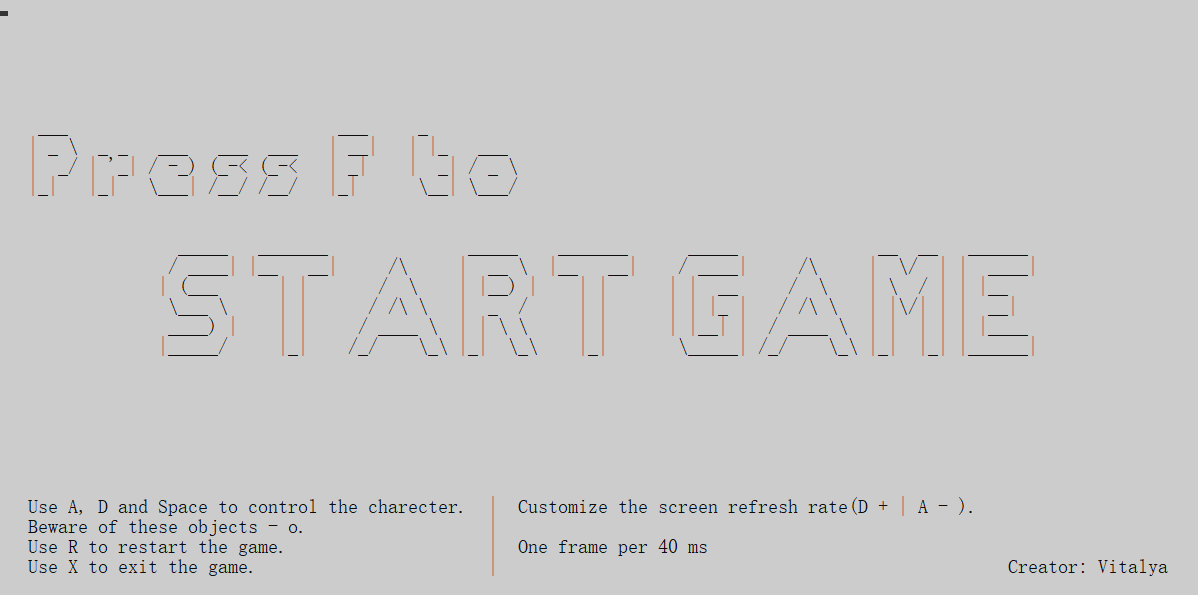 Press F to
START GAME
Use A, D and Space to control the charecter.
Beware of these objects - o.
Use R to restart the game.
Use X to exit the game.
Customize the screen refresh rate(D + | A - ).
One frame per 40 ms
Creator: Vitalya